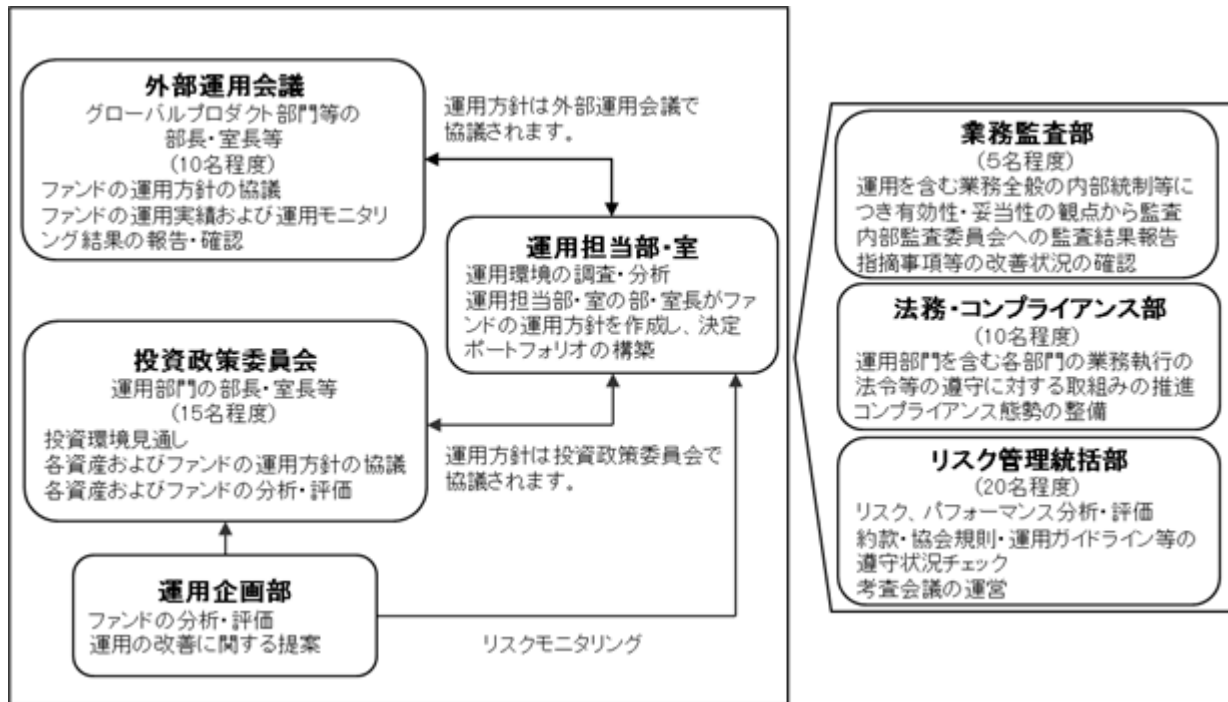 外部運用会議
グローバルプロダクト部門等の
部長・室長等
(10名程度)
ファンドの運用方針の協議
ファンドの運用実績および運用モニタリ
ング結果の報告・確認
運用方針は外部運用会議で
協議されます。
運用担当部・室
運用環境の調査・分析
運用担当部・室の部・室長がファ
ンドの運用方針を作成し、決定
ポートフォリオの構築
投資政策委員会
運用部門の部長・室長等
(15名程度)
投資環境見通し
各資産およびファンドの運用方針の協議
各資産およびファンドの分析・評価
運用方針は投資政策委員会で
協議されます。
運用企画部
ファンドの分析・評価
運用の改善に関する提案
リスクモニタリング
業務監査部
(5名程度)
運用を含む業務全般の内部統制等に
つき有効性・妥当性の観点から監査
内部監査委員会への監査結果報告
指摘事項等の改善状況の確認
法務・コンプライアンス部
(10名程度)
運用部門を含む各部門の業務執行の
法令等の遵守に対する取組みの推進
コンプライアンス態勢の整備
リスク管理統括部
(20名程度)
リスク、パフォーマンス分析・評価
約款・協会規則・運用ガイドライン等の
遵守状況チェック
考査会議の運営